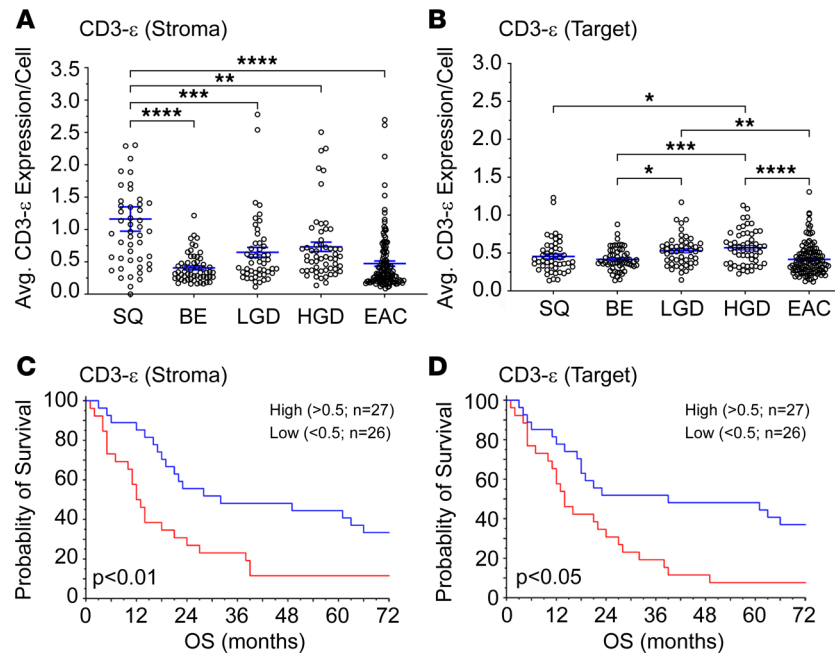 A CD3-ε (Stroma)
Avg. CD3-ε Expression/Cell
3.5
3.0
2.5
2.0
1.5
1.0
0.5
0.0
****
**
***
****
SQ BE LGD HGD EAC
B CD3-ε (Target)
Avg. CD3-ε Expression/Cell
3.0
2.5
2.0
1.5
1.0
0.5
0.0
*
**
***
* ****
SQ BE LGD HGD EAC
C CD3-ε (Stroma)
Probablity of Survival
100
80
60
40
20
0
High (>0.5; n=27)
Low (<0.5; n=26)
p<0.01
0 12 24 36 48 60 72
OS (months)
D CD3-ε (Target)
Probablity of Survival
100
80
60
40
20
0
High (>0.5; n=27)
Low (<0.5; n=26)
p<0.05
0 12 24 36 48 60 72
OS (months)